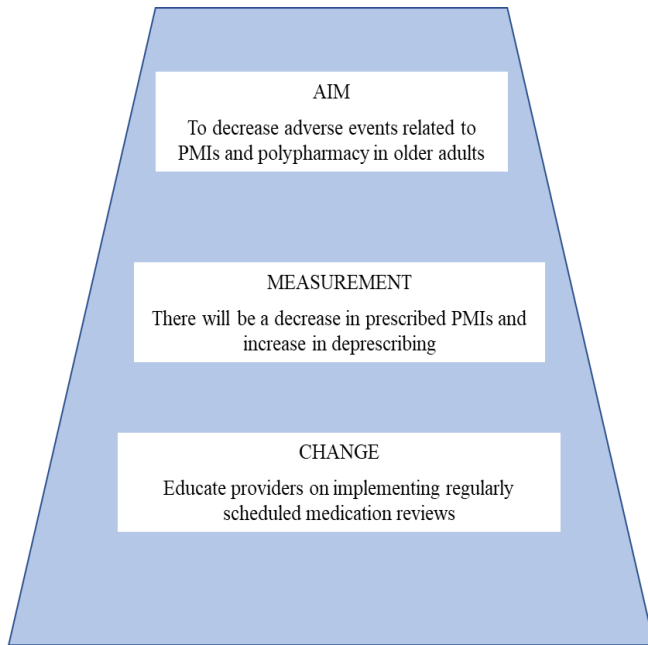 AIM
To decrease adverse events related to
PMIs and polypharmacy in older adults
MEASUREMENT
There will be a decrease in prescribed PMIs and
increase in deprescribing
CHANGE
Educate providers on implementing regularly
scheduled medication reviews